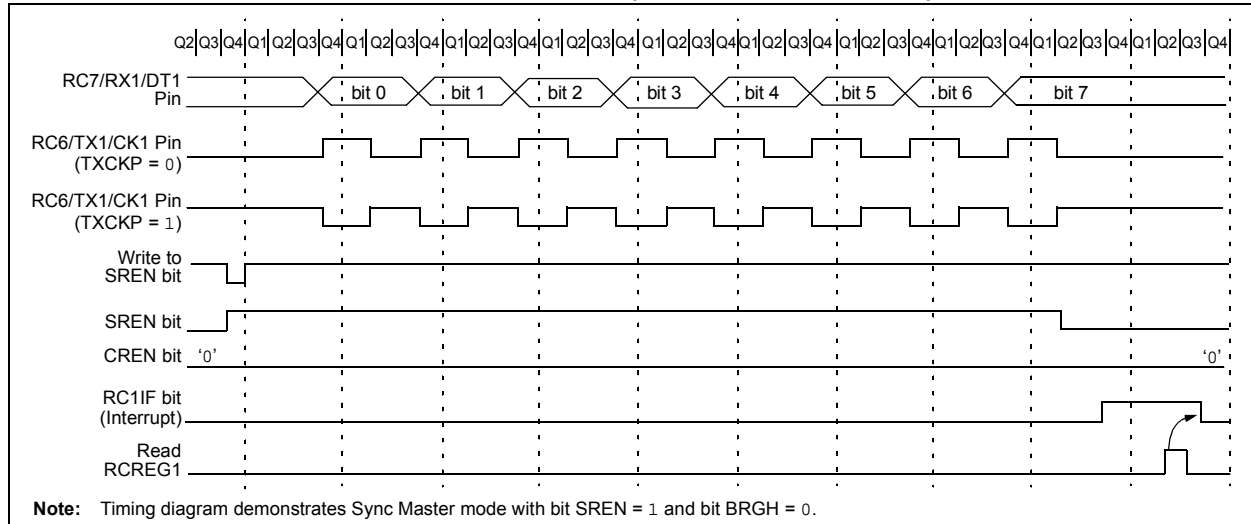 Q2 Q3 Q4 Q1 Q2 Q3 Q4 Q1 Q2 Q3 Q4 Q1 Q2 Q3 Q4 Q1 Q2 Q3 Q4 Q1 Q2 Q3 Q4 Q1 Q2 Q3 Q4 Q1 Q2 Q3 Q4 Q1 Q2 Q3 Q4 Q1 Q2 Q3 Q4 Q1 Q2 Q3 Q4
RC7/RX1/DT1
Pin
bit 0 bit 1 bit 2 bit 3 bit 4 bit 5 bit 6 bit 7
RC6/TX1/CK1 Pin
(TXCKP = 0)
RC6/TX1/CK1 Pin
(TXCKP = 1)
Write to
SREN bit
SREN bit
CREN bit ‘0’ ‘0’
RC1IF bit
(Interrupt)
Read
RCREG1
Note: Timing diagram demonstrates Sync Master mode with bit SREN = 1 and bit BRGH = 0.